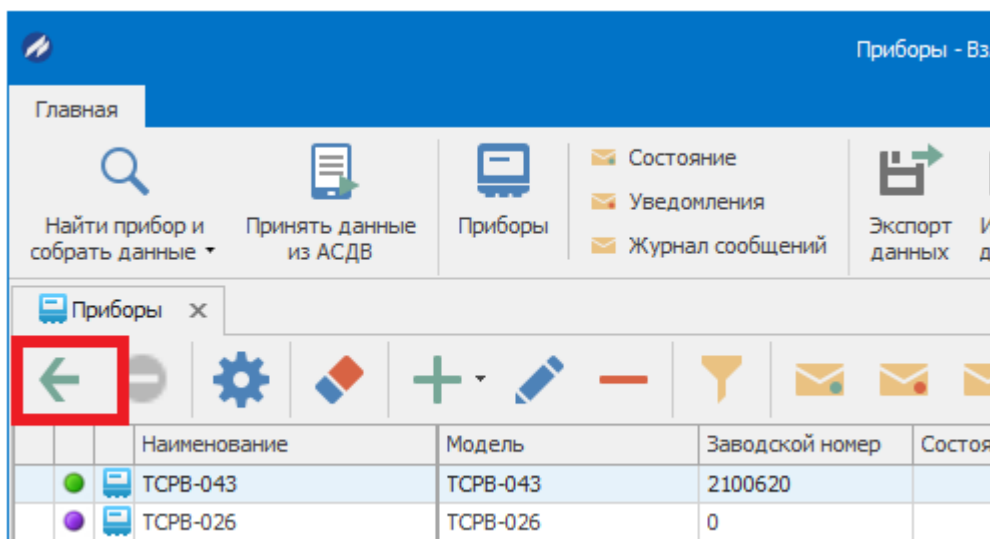 Приборы - Вз
Главная
Найти прибор и
собрать данные
Принять данные
из АСДВ
Приборы
Состояние
Уведомления
Журнал сообщений
Экспорт
данных
Приборы
Наименование Модель Заводской номер Состоя
ТСРВ-043 ТСРВ-043 2100620
ТСРВ-026 ТСРВ-026 0